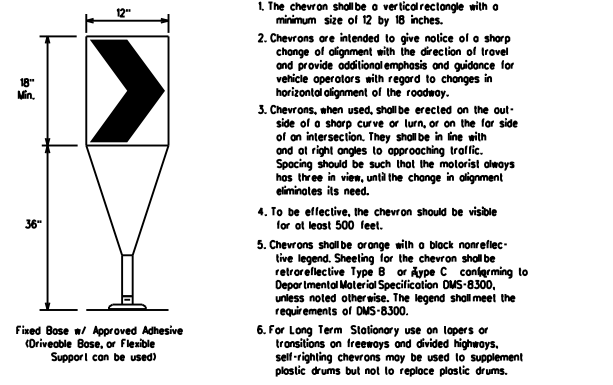 12"
18"
Min.
36"
Fixed Base w/ Approved Adhesive
(Driveable Base, or Flexible
Support can be used)
1. The chevron shall be a vertical rectangle with a
minimum size of 12 by 18 inches.
2. Chevrons are intended to give notice of a sharp
change of alignment with the direction of travel
and provide additional emphasis and guidance for
vehicle operators with regard to changes in
horizontal alignment of the roadway.
3. Chevrons, when used, shall be erected on the out-
side of a sharp curve or turn, or on the far side
of an intersection. They shall be in line with
and at right angles to approaching traffic.
Spacing should be such that the motorist always
has three in view, until the change in alignment
eliminates its need.
4. To be effective, the chevron should be visible
for at least 500 feet.
5. Chevrons shall be orange with a black nonreflec-
tive legend. Sheeting for the chevron shall be
retroreflective Type B or Type C conforming to
Departmental Material Specification DMS-8300,
unless noted otherwise. The legend shall meet the
requirements of DMS-8300.
6. For Long Term Stationary use on tapers or
transitions on freeways and divided highways,
self-righting chevrons may be used to supplement
plastic drums but not to replace plastic drums.